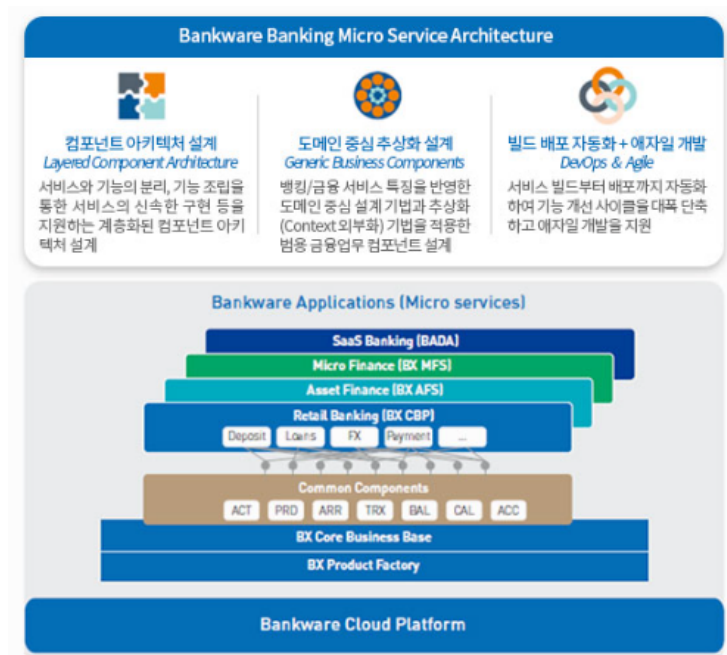 Bankware Banking Micro Service Architecture
컴포넌트 아키텍처 설계
Layered Component Architecture
서비스와 기능의 분리, 기능 조립을
통한 서비스의 신속한 구현 등을
지원하는 계층화된 컴포넌트 아키
텍처 설계
도메인 중심 추상화 설계
Generic Business Components
뱅킹/금융 서비스 특징을 반영한
도메인 중심 설계 기법과 추상화
(Context 외부화) 기법을 적용한
범용 금융업무 컴포넌트 설계
빌드 배포 자동화 + 애자일 개발
DevOps & Agile
서비스 빌드부터 배포까지 자동화
하여 기능 개선 사이클을 대폭 단축
하고 애자일 개발을 지원
Bankware Applications (Micro services)
SaaS Banking (BADA)
Micro Finance (BX MFS)
Asset Finance (BX AFS)
Retail Banking (BX CBP)
Deposit Loans FX Payment ...
Common Components
ACT PRD ARR TRX BAL CAL ACC
BX Core Business Base
BX Product Factory
Bankware Cloud Platform